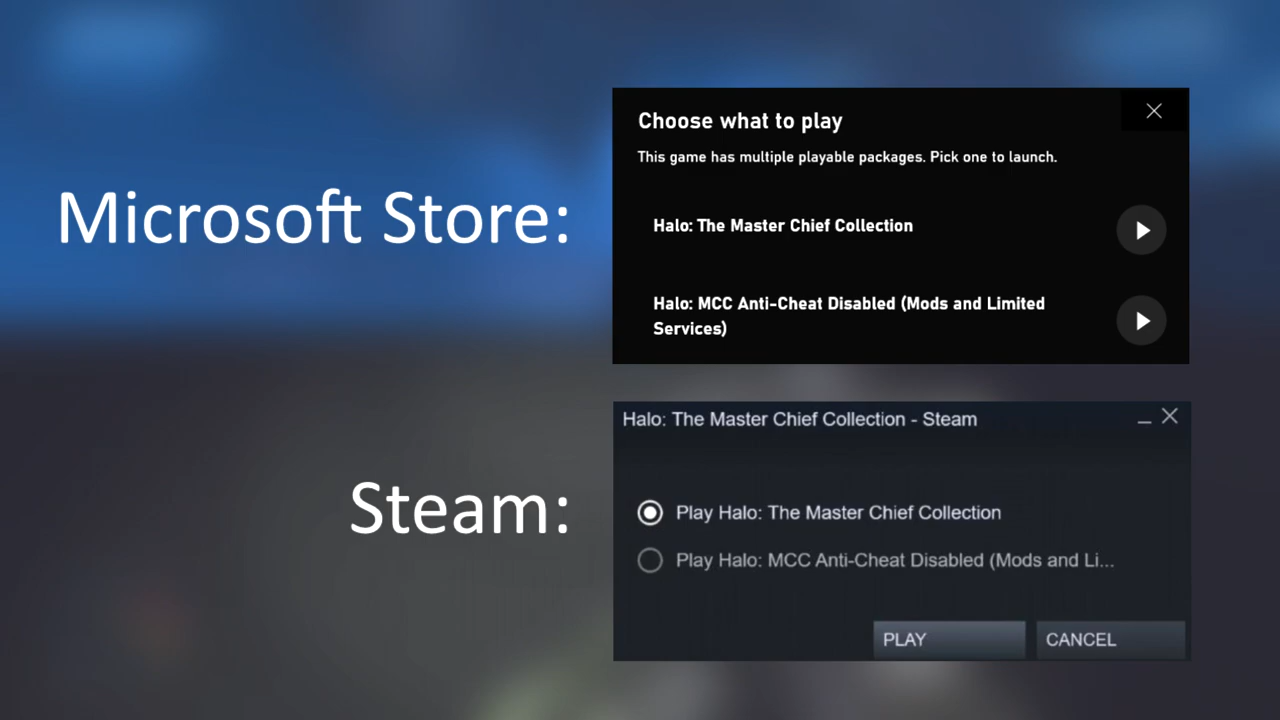 Microsoft Store:
Choose what to play
This game has multiple playable packages. Pick one to launch.
Halo: The Master Chief Collection
Halo: MCC Anti-Cheat Disabled (Mods and Limited
Services)
Steam:
Halo: The Master Chief Collection - Steam
Play Halo: The Master Chief Collection
Play Halo: MCC Anti-Cheat Disabled (Mods and Li...
PLAY
CANCEL